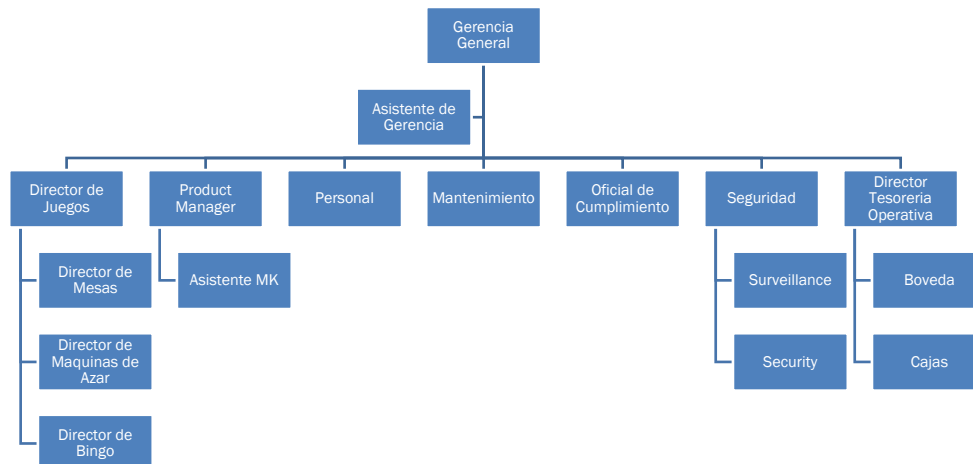 Gerencia
General
Asistente de
Gerencia
Director de
Juegos
Product
Manager
Personal
Mantenimiento
Oficial de
Cumplimiento
Seguridad
Director
Tesoreria
Operativa
Director de
Mesas
Asistente MK
Surveillance
Boveda
Director de
Maquinas de
Azar
Security
Cajas
Director de
Bingo